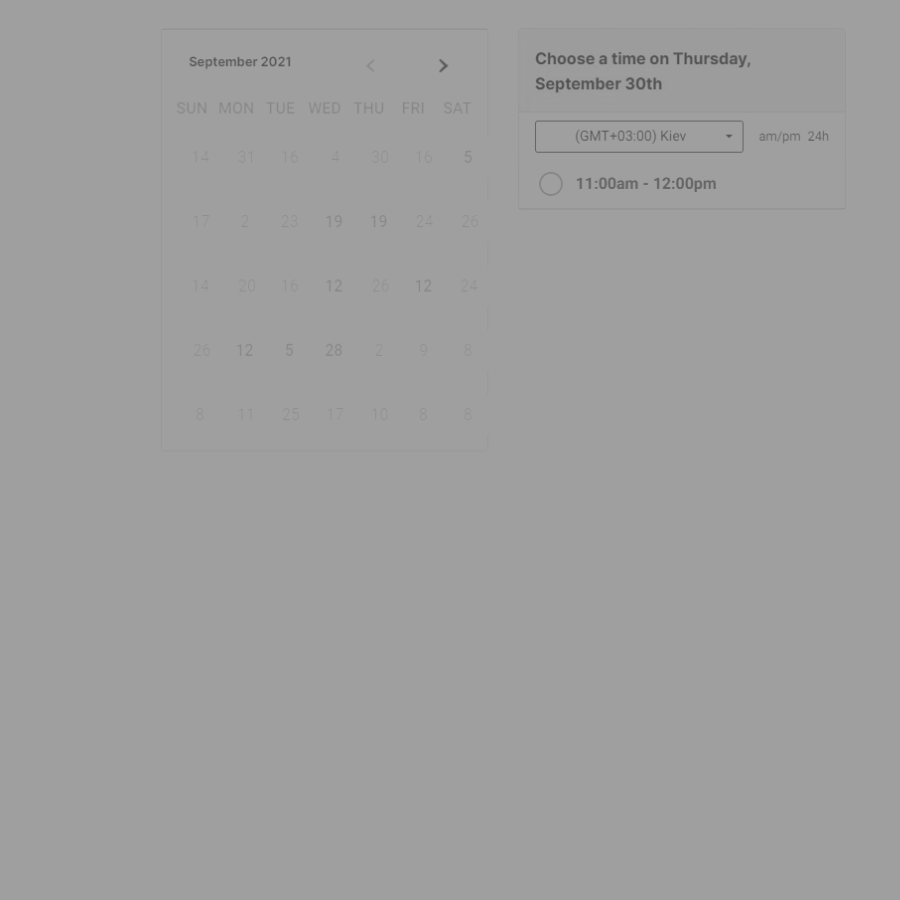 September 2021
SUN MON TUE WED THU FRI SAT
14 31 16 4 30 16 5
17 2 23 19 19 24 26
14 20 16 12 26 12 24
26 12 5 28 2 9 8
8 11 25 17 10 8 8
Choose a time on Thursday,
September 30th
(GMT+03:00) Kiev am/pm 24h
11:00am - 12:00pm